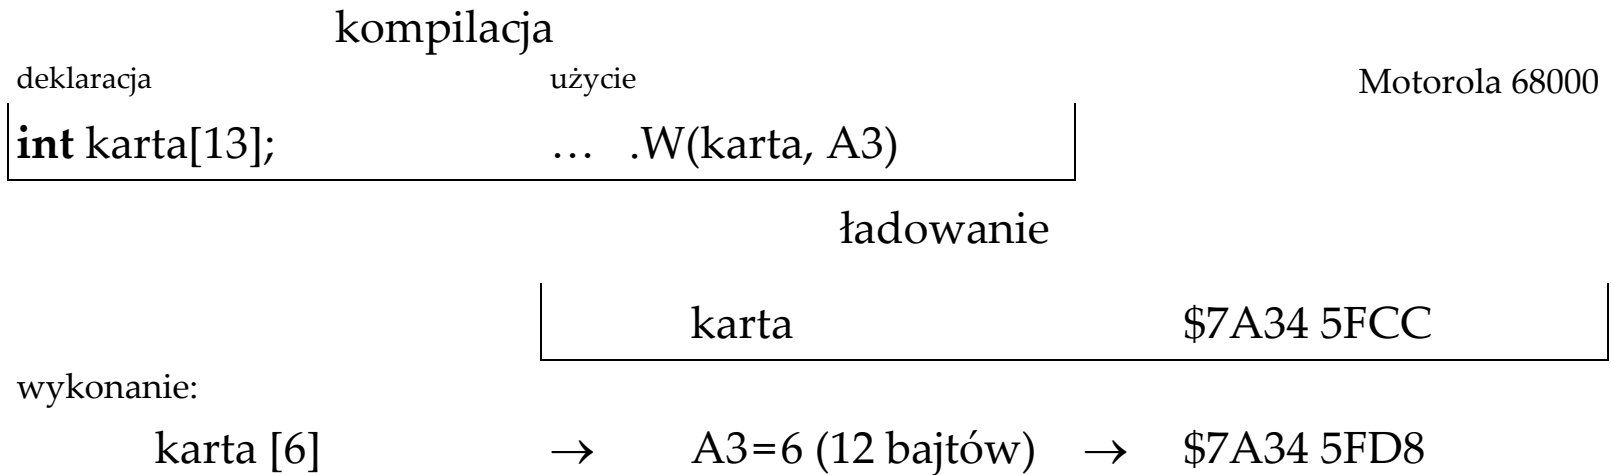 kompilacja
deklaracja użycie Motorola 68000
int karta[13]; … .W(karta, A3)
ładowanie
karta $7A34 5FCC
wykonanie:
karta [6] → A3=6 (12 bajtów) → $7A34 5FD8